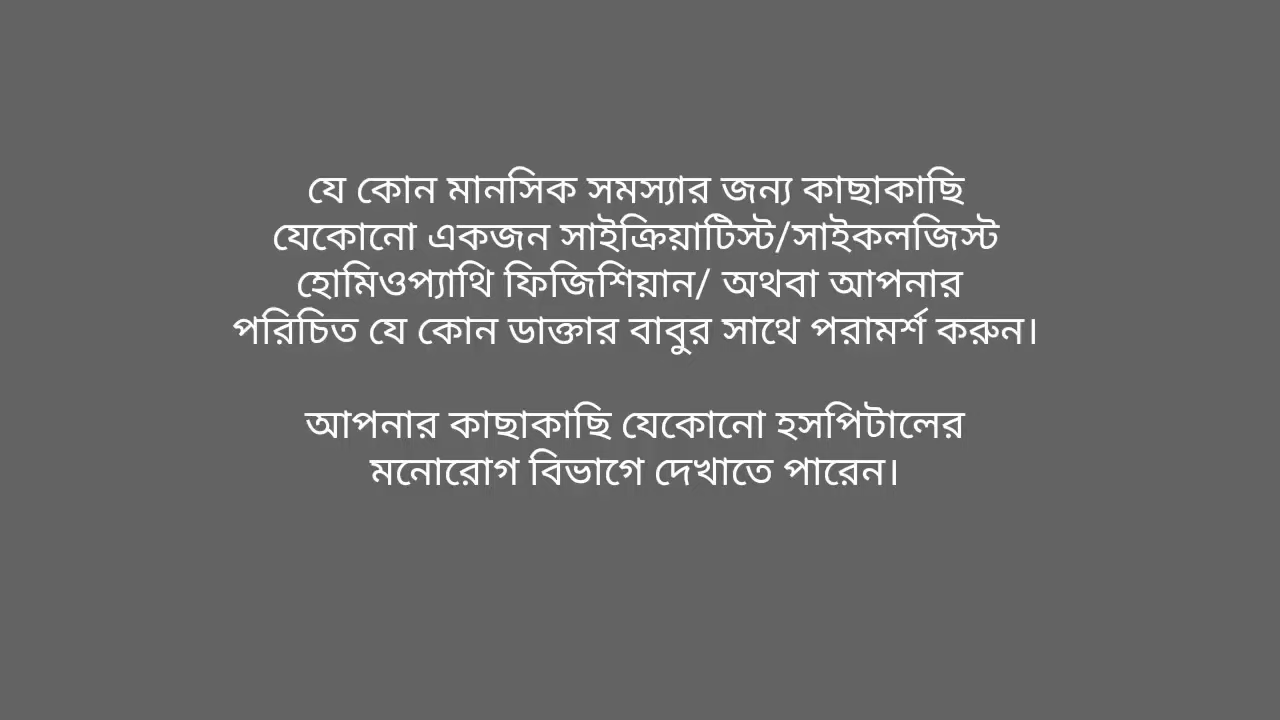 যে কোন মানসিক সমস্যার জন্য কাছাকাছি
যেকোনো একজন সাইক্রিয়াটিস্ট/সাইকলজিস্ট
হোমিওপ্যাথি ফিজিশিয়ান/ অথবা আপনার
পরিচিত যে কোন ডাক্তার বাবুর সাথে পরামর্শ করুন।
আপনার কাছাকাছি যেকোনো হসপিটালের
মনোরোগ বিভাগে দেখাতে পারেন।